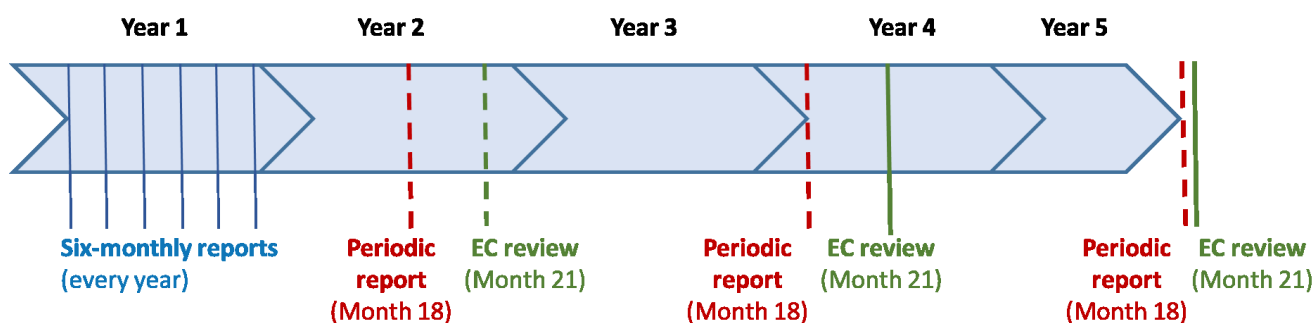 Year 1
Year 2
Year 3
Year 4
Year 5
Six-monthly reports
(every year)
Periodic
report
(Month 18)
EC review
(Month 21)
Periodic
report
(Month 18)
EC review
(Month 21)
Periodic
report
(Month 18)
EC review
(Month 21)